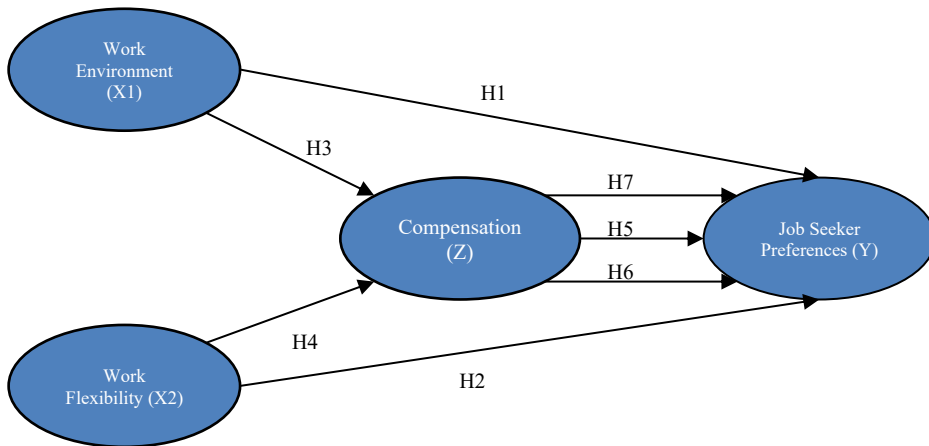 Work
Environment
(X1)
H1
H3
H7
Compensation
(Z)
H5
Job Seeker
Preferences (Y)
H6
H4
Work
Flexibility (X2)
H2